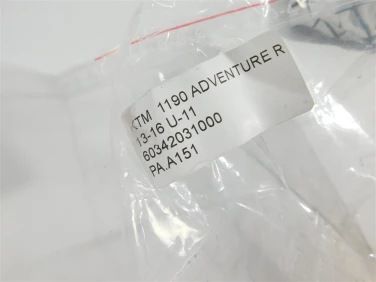 KTM 1190 ADVENTURE R
13-16 U-11
60342031000
PA.A151